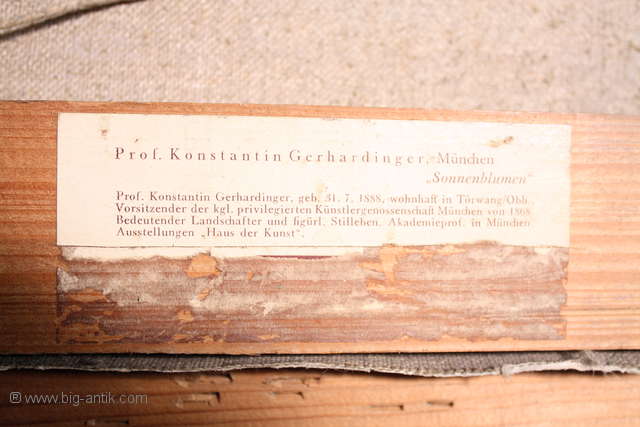 Prof. Konstantin Gerhardinger, München
„Sonnenblumen"
Prof. Konstantin Gerhardinger, geb. 31. 7. 1888, wohnhaft in Törwang/Obb.
Vorsitzender der kgl. privilegierten Künstlergenossenschaft München von 1868
Bedeutender Landschafter und figürl. Stilleben. Akademieprof. in München
Ausstellungen „Haus der Kunst".
® www.big-antik.com